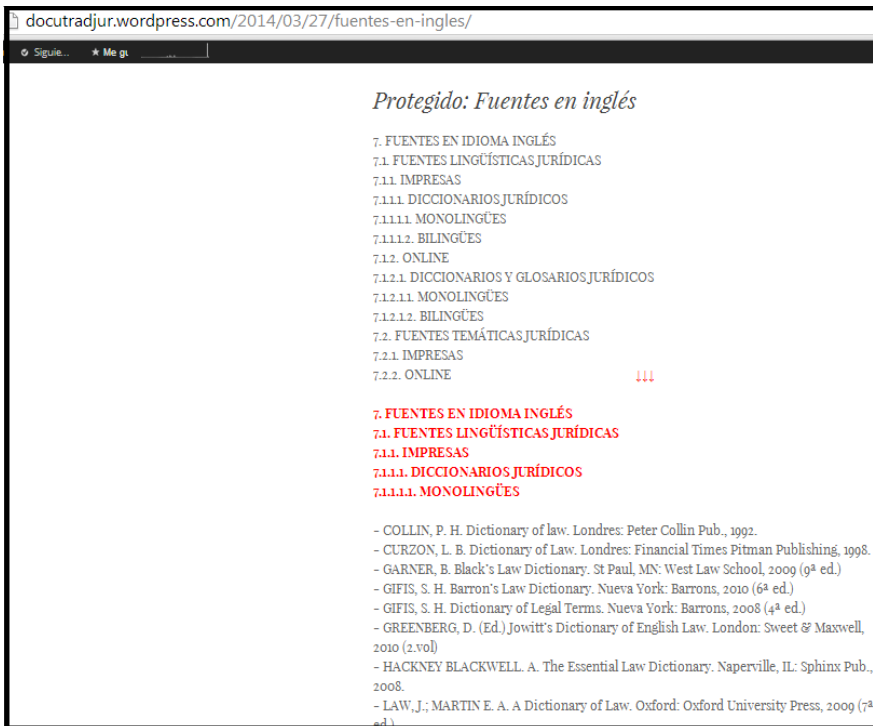 docutradjur.wordpress.com/2014/03/27/fuentes-en-ingles/
Siguie... ★ Me gu ...
Protegido: Fuentes en inglés
7. FUENTES EN IDIOMA INGLÉS
7.1. FUENTES LINGÜÍSTICAS JURÍDICAS
7.1.1. IMPRESAS
7.1.1.1. DICCIONARIOS JURÍDICOS
7.1.1.1.1. MONOLINGÜES
7.1.1.1.2. BILINGÜES
7.1.2. ONLINE
7.1.2.1. DICCIONARIOS Y GLOSARIOS JURÍDICOS
7.1.2.1.1. MONOLINGÜES
7.1.2.1.2. BILINGÜES
7.2. FUENTES TEMÁTICAS JURÍDICAS
7.2.1. IMPRESAS
7.2.2. ONLINE ↓↓↓
7. FUENTES EN IDIOMA INGLÉS
7.1. FUENTES LINGÜÍSTICAS JURÍDICAS
7.1.1. IMPRESAS
7.1.1.1. DICCIONARIOS JURÍDICOS
7.1.1.1.1. MONOLINGÜES
– COLLIN, P. H. Dictionary of law. Londres: Peter Collin Pub., 1992.
– CURZON, L. B. Dictionary of Law. Londres: Financial Times Pitman Publishing, 1998.
– GARNER, B. Black's Law Dictionary. St Paul, MN: West Law School, 2009 (9ª ed.)
– GIFIS, S. H. Barron's Law Dictionary. Nueva York: Barrons, 2010 (6ª ed.)
– GIFIS, S. H. Dictionary of Legal Terms. Nueva York: Barrons, 2008 (4ª ed.)
– GREENBERG, D. (Ed.) Jowitt's Dictionary of English Law. London: Sweet & Maxwell,
2010 (2.vol)
– HACKNEY BLACKWELL. A. The Essential Law Dictionary. Naperville, IL: Sphinx Pub.,
2008.
– LAW, J.; MARTIN E. A. A Dictionary of Law. Oxford: Oxford University Press, 2009 (7ª
ed.)